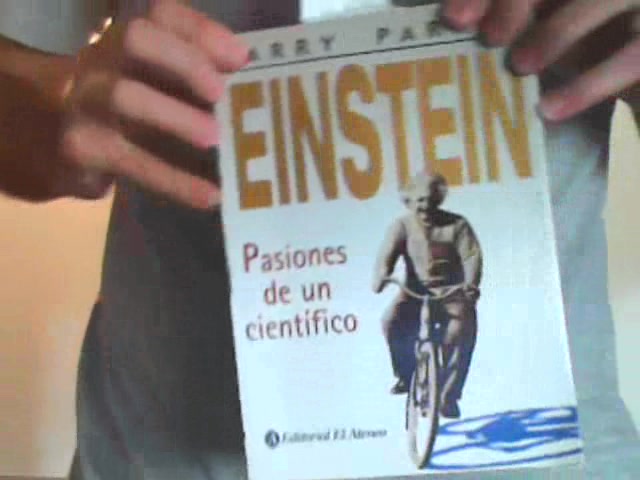 EINSTEIN
Pasiones
de un
científico
Editorial El Ateneo